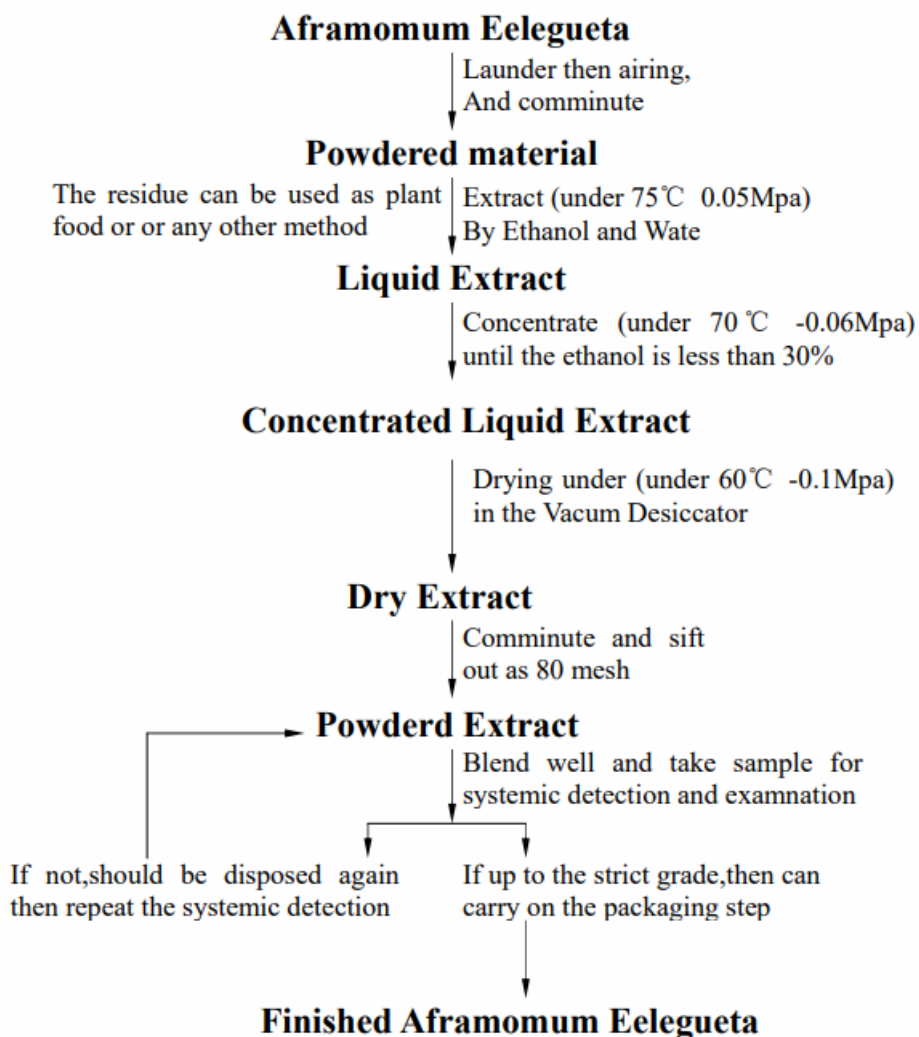 Aframomum Eelegueta
Launder then airing,
And comminute
Powdered material
The residue can be used as plant
food or or any other method
Extract (under 75℃ 0.05Mpa)
By Ethanol and Wate
Liquid Extract
Concentrate (under 70℃ -0.06Mpa)
until the ethanol is less than 30%
Concentrated Liquid Extract
Drying under (under 60℃ -0.1Mpa)
in the Vacum Desiccator
Dry Extract
Comminute and sift
out as 80 mesh
Powderd Extract
Blend well and take sample for
systemic detection and examnation
If not,should be disposed again
then repeat the systemic detection
If up to the strict grade,then can
carry on the packaging step
Finished Aframomum Eelegueta